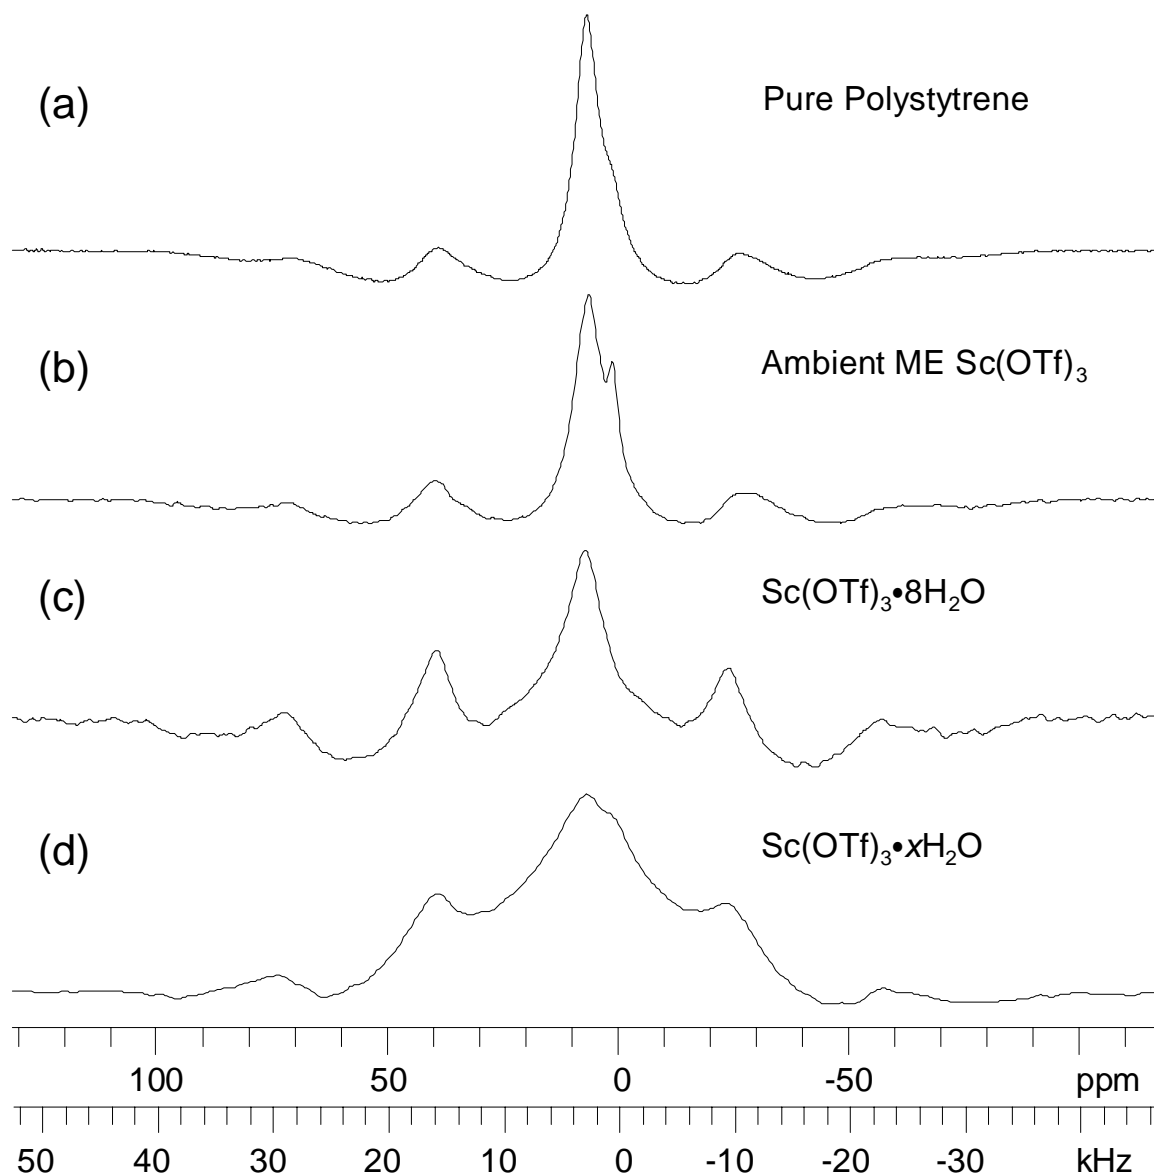 (a)
Pure Polystytrene
(b)
Ambient ME Sc(OTf)₃
(c)
Sc(OTf)₃•8H₂O
(d)
Sc(OTf)₃•xH₂O
100 50 0 -50 ppm
50 40 30 20 10 0 -10 -20 -30 kHz